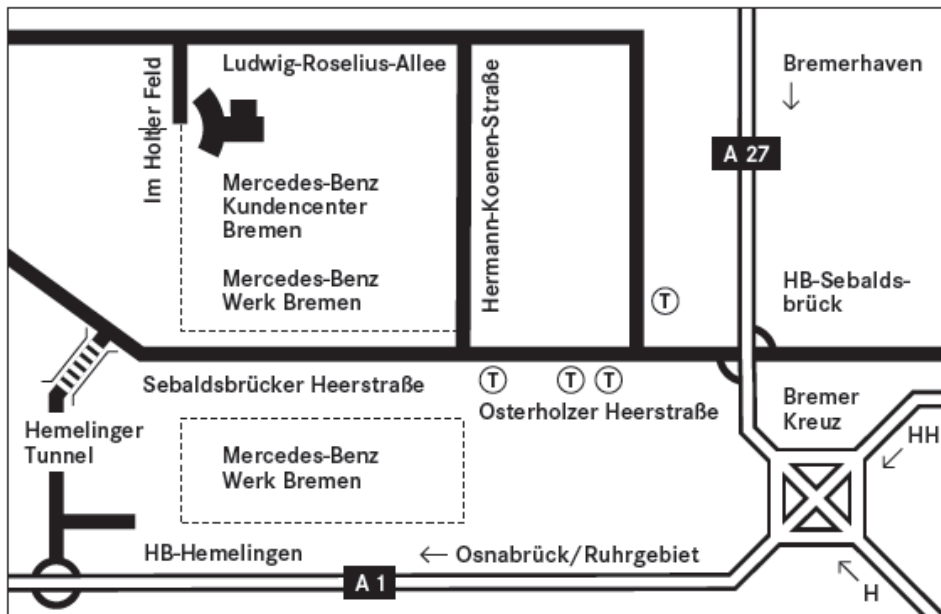 Ludwig-Roselius-Allee
Im Holter Feld
Hermann-Koenen-Straße
Bremerhaven
↓
A 27
Mercedes-Benz
Kundencenter
Bremen
Mercedes-Benz
Werk Bremen
HB-Sebalds-
brück
T
Sebaldsbrücker Heerstraße
T
T
T
Osterholzer Heerstraße
Bremer
Kreuz
Hemelinger
Tunnel
HH
↙
Mercedes-Benz
Werk Bremen
HB-Hemelingen
← Osnabrück/Ruhrgebiet
A 1
↖
H